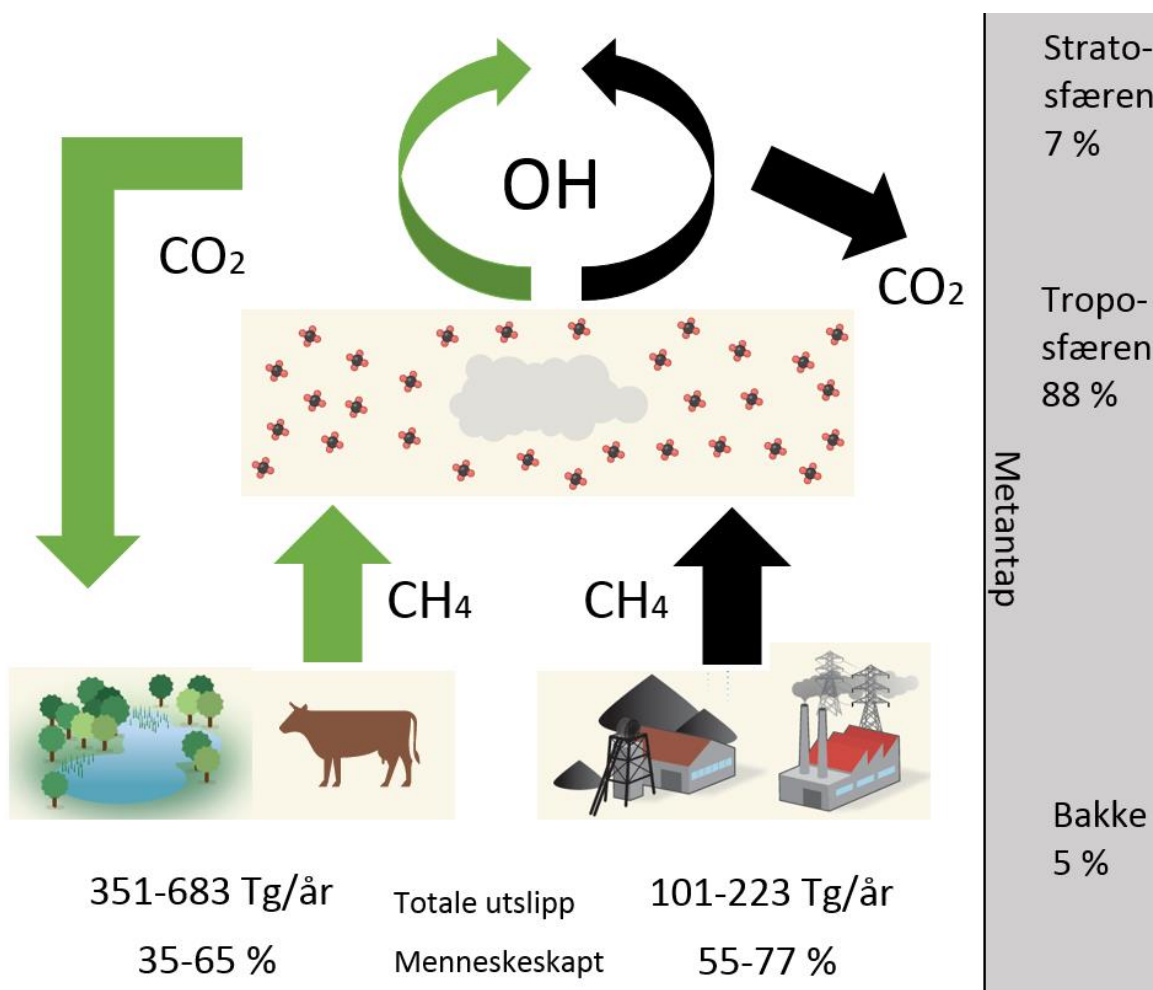 OH
CO2
CO2
CH4
CH4
351-683 Tg/år
Totale utslipp
101-223 Tg/år
35-65 %
Menneskeskapt
55-77 %
Metantap
Strato-
sfæren
7 %
Tropo-
sfæren
88 %
Bakke
5 %